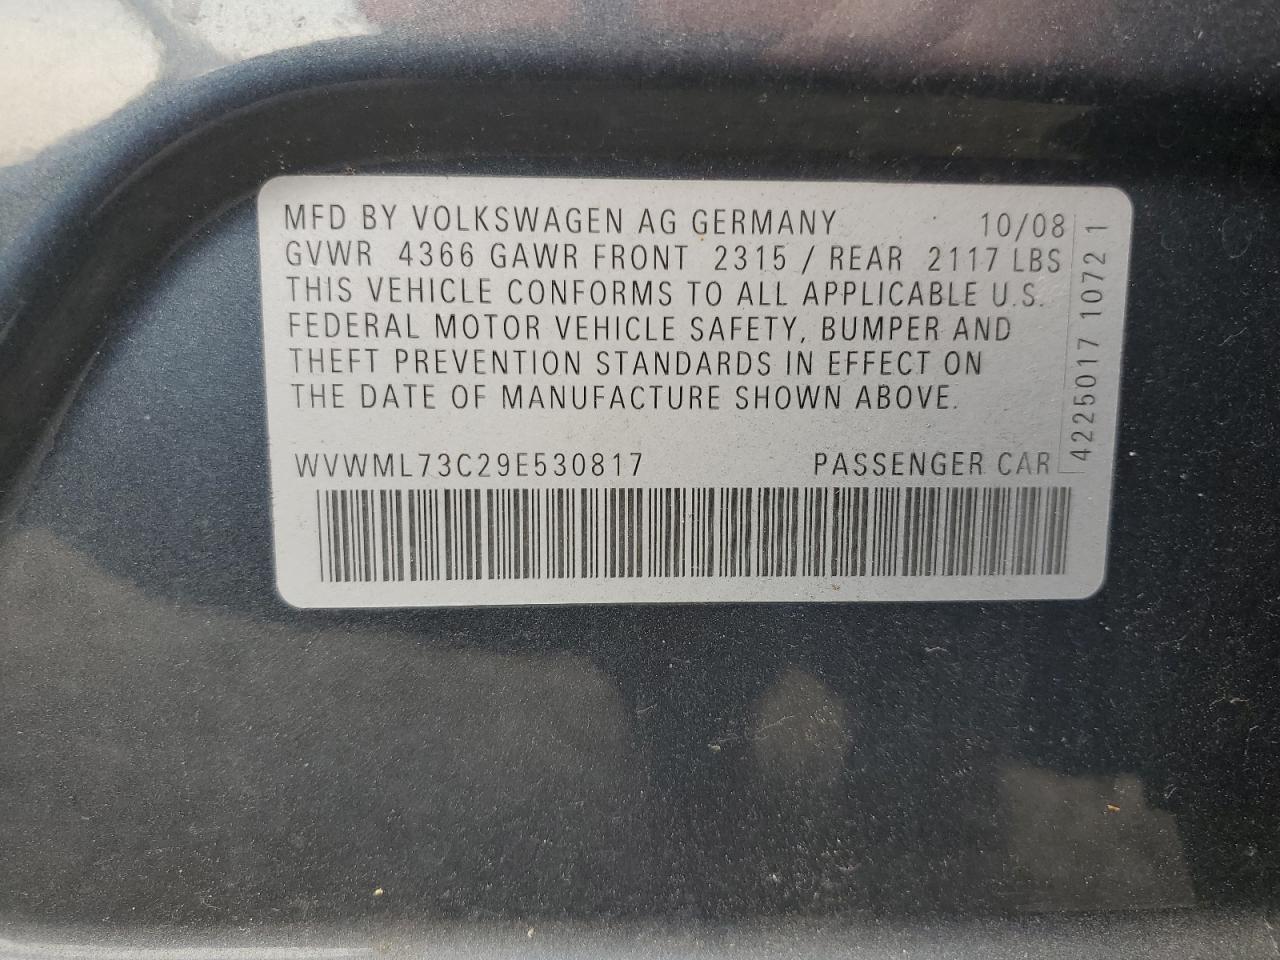 MFD BY VOLKSWAGEN AG GERMANY 10/08
GVWR 4366 GAWR FRONT 2315 / REAR 2117 LBS
THIS VEHICLE CONFORMS TO ALL APPLICABLE U.S.
FEDERAL MOTOR VEHICLE SAFETY, BUMPER AND
THEFT PREVENTION STANDARDS IN EFFECT ON
THE DATE OF MANUFACTURE SHOWN ABOVE.
WVWML73C29E530817 PASSENGER CAR
4225017 1072 1